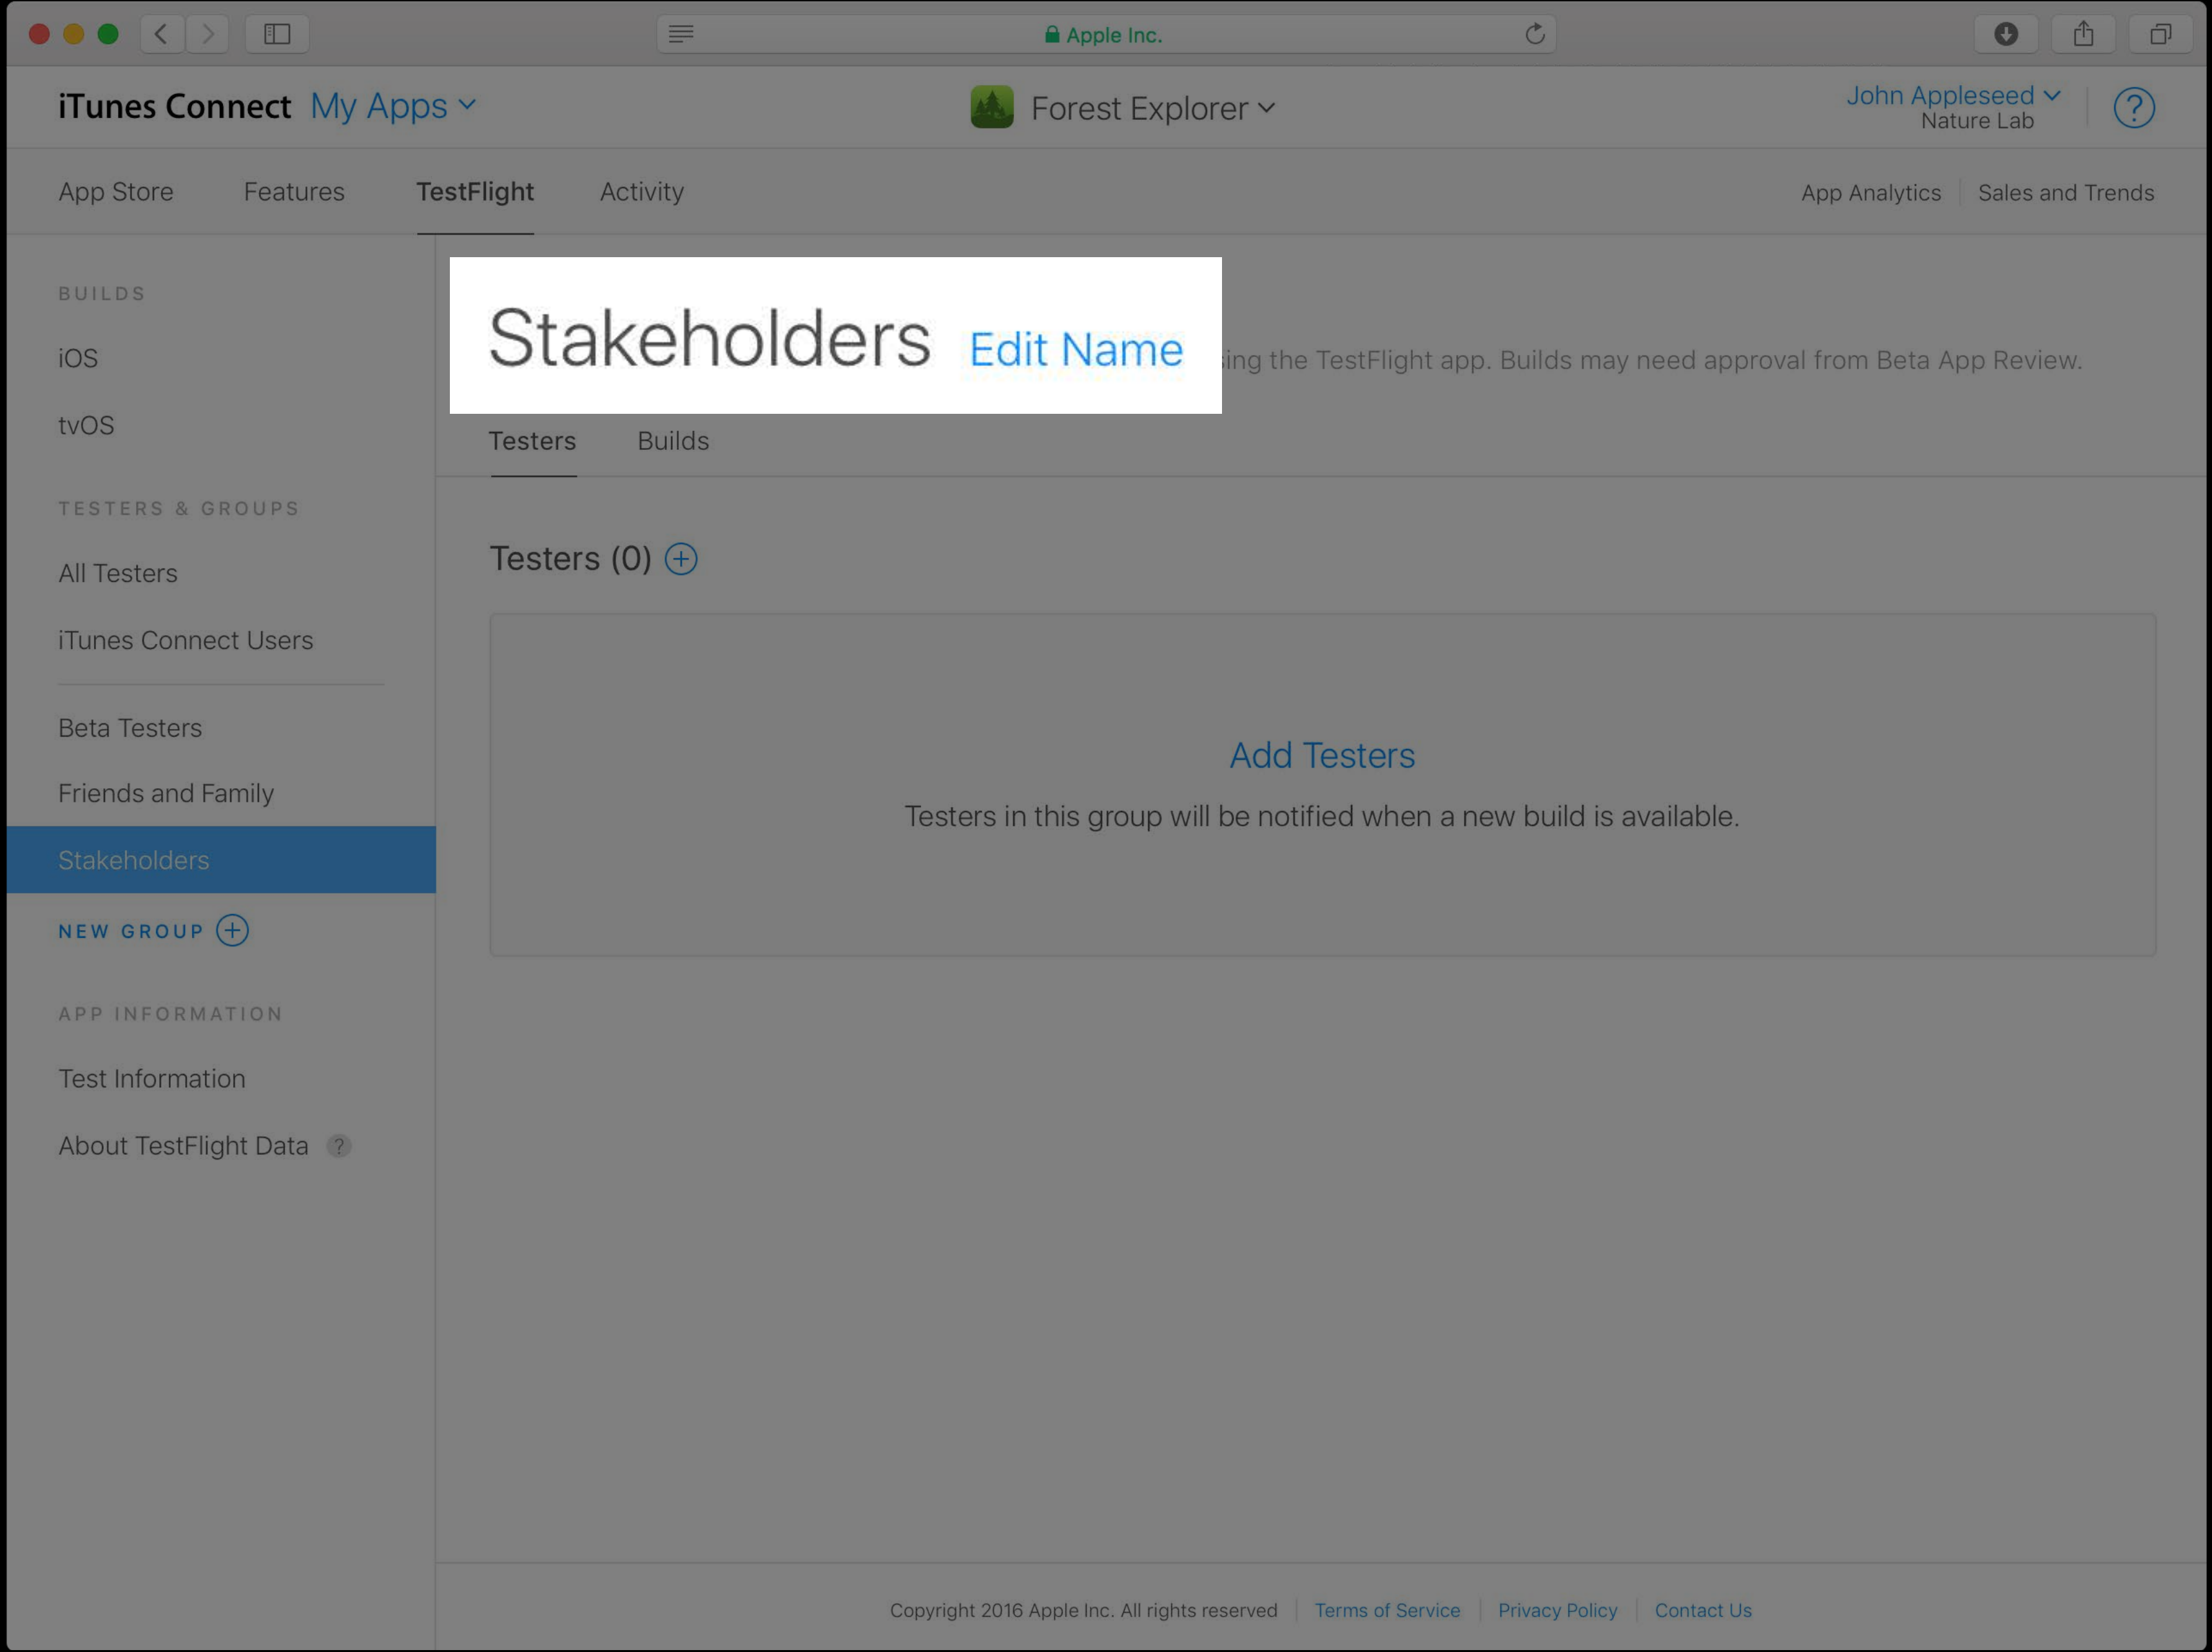 Apple Inc.
iTunes Connect My Apps
Forest Explorer
John Appleseed
Nature Lab
?
App Store Features TestFlight Activity
App Analytics Sales and Trends
BUILDS
iOS
tvOS
TESTERS & GROUPS
All Testers
iTunes Connect Users
Beta Testers
Friends and Family
Stakeholders
NEW GROUP
APP INFORMATION
Test Information
About TestFlight Data ?
Stakeholders Edit Name
the TestFlight app. Builds may need approval from Beta App Review.
Testers Builds
Testers (0)
Add Testers
Testers in this group will be notified when a new build is available.
Copyright 2016 Apple Inc. All rights reserved Terms of Service Privacy Policy Contact Us